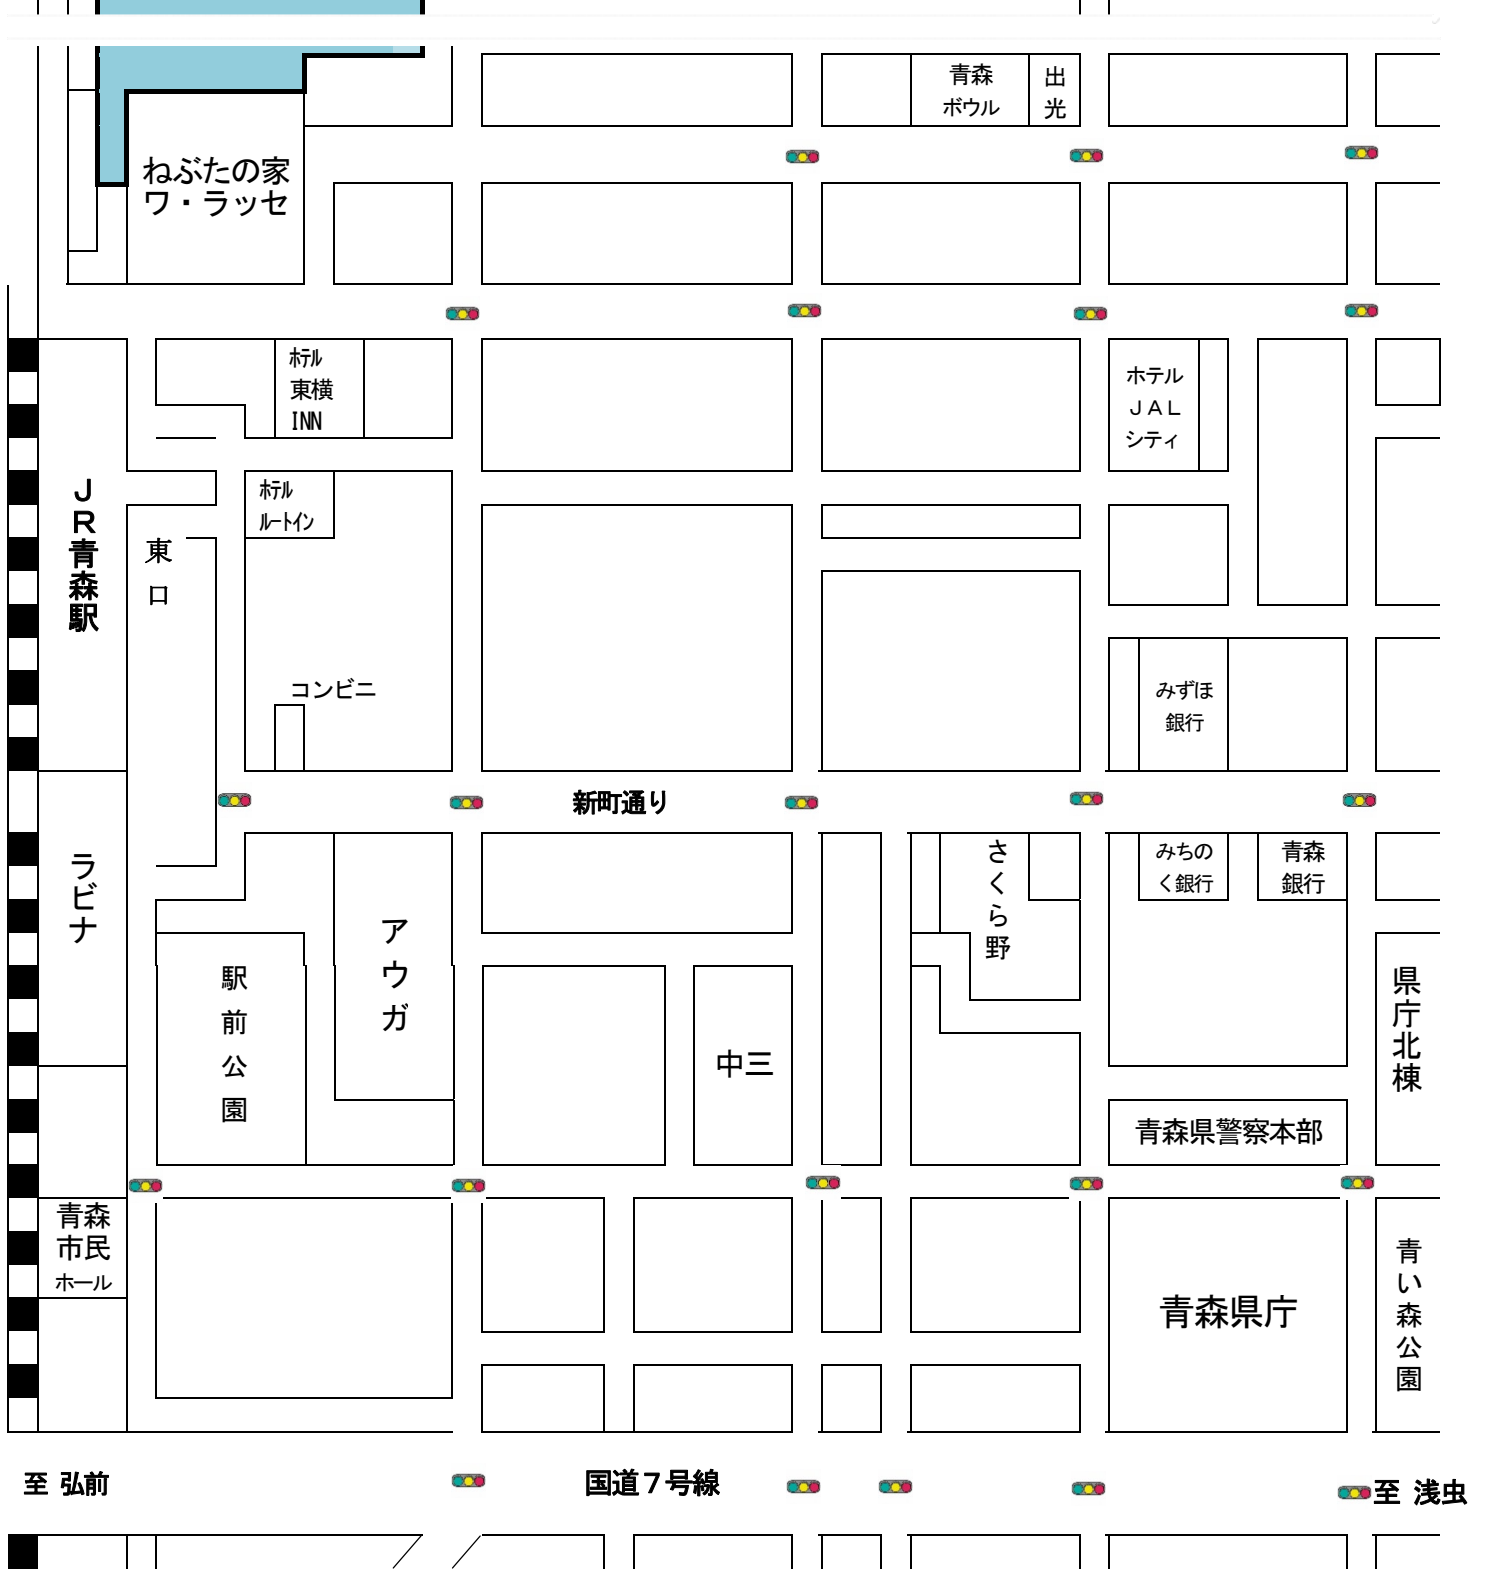 青森
ボウル
出
光
ねぶたの家
ワ・ラッセ
ﾎﾃﾙ
東横
INN
ホテル
ＪＡＬ
シティ
ＪＲ青森駅
ﾎﾃﾙ
ﾙｰﾄｲﾝ
東口
コンビニ
みずほ
銀行
新町通り
ラビナ
さくら野
みちの
く銀行
青森
銀行
アウガ
駅前公園
中三
県庁北棟
青森県警察本部
青森
市民
ホール
青森県庁
青い森公園
至 弘前
国道７号線
至 浅虫